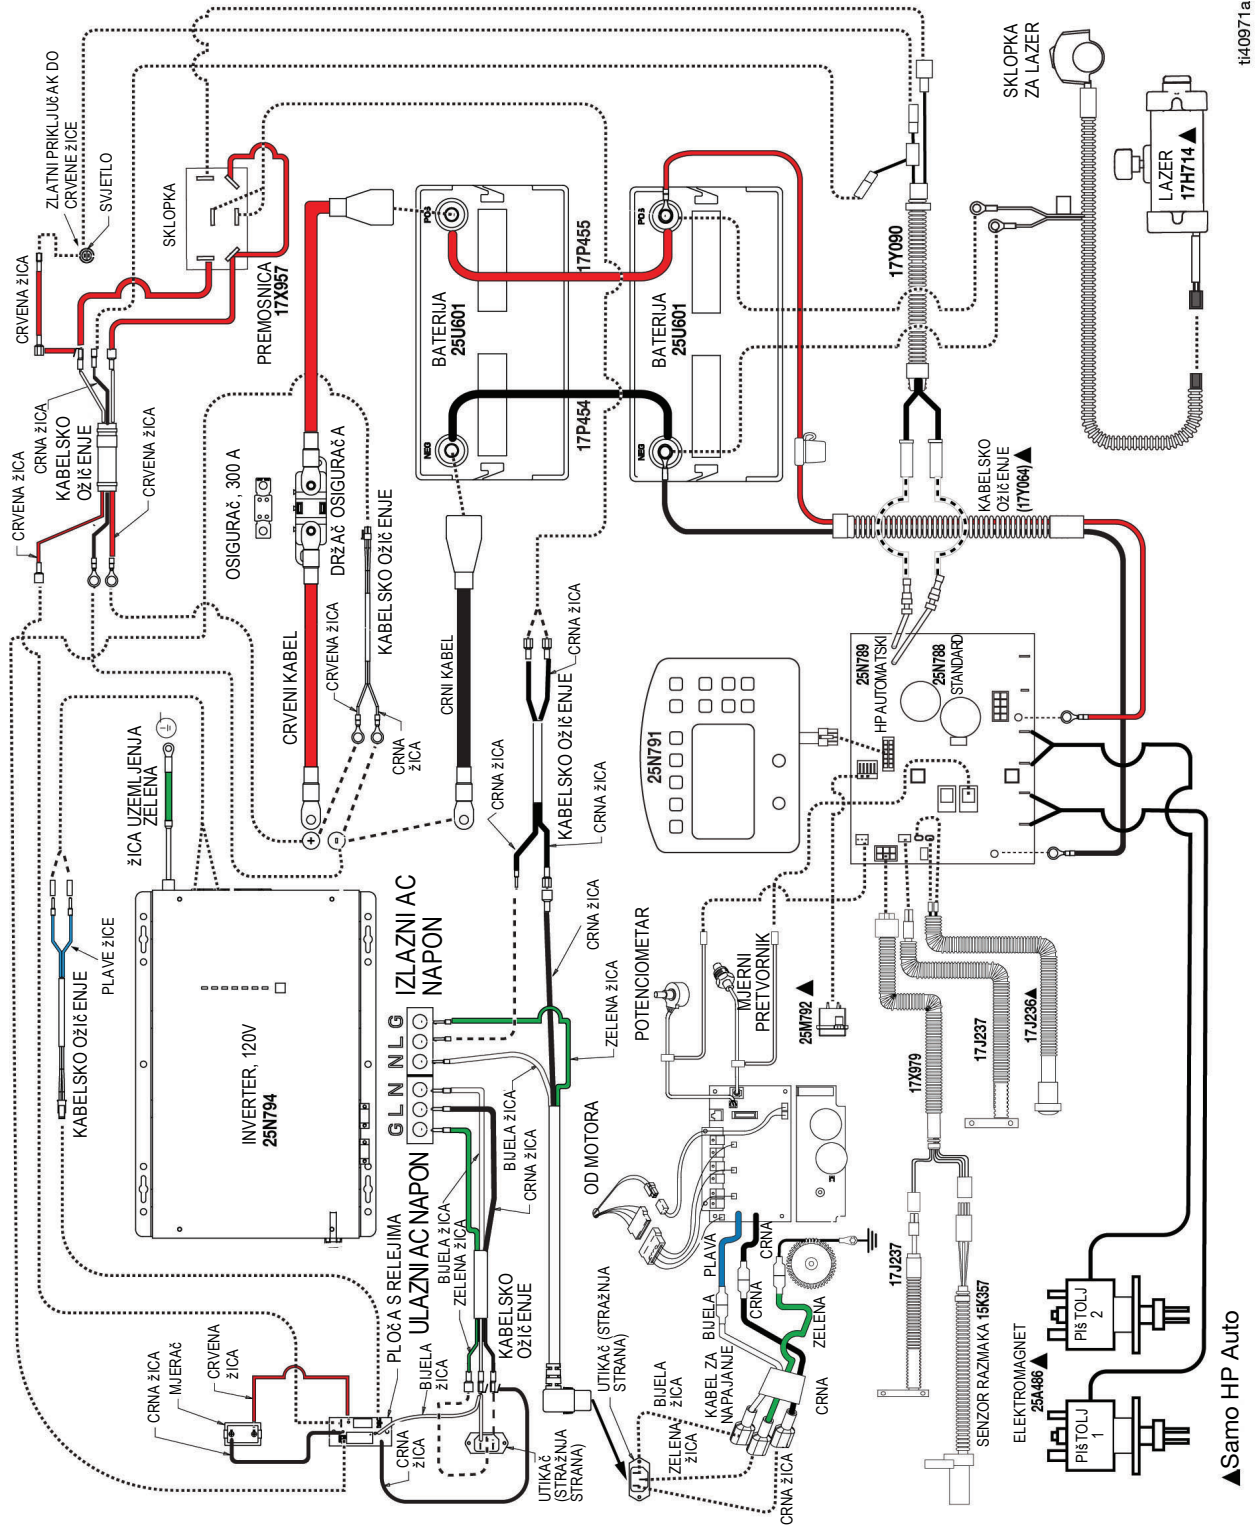 ti40971a
ZLATNI PRIKLJUčAK DO
CRVENE ŽICE
SVJETLO
CRVENA ŽICA
SKLOPKA
PREMOSNICA
17X957
CRVENA ŽICA
CRNA ŽICA
KABELSKO
OžIčENJE
CRVENA ŽICA
OSIGURAč, 300 A
DRŽAČ OSIGURAČA
CRVENI KABEL
CRVENA ŽICA
CRNA
ŽICA
KABELSKO OŽIČENJE
CRNI KABEL
POS
NEG
BATERIJA
25U601
17P455
17P454
POS
NEG
BATERIJA
25U601
SKLOPKA
ZA LAZER
LAZER
17H714▲
17Y090
KABELSKO
OžIčENJE
(17Y064)▲
ŽICA UZEMLJENJA
ZELENA
PLAVE ŽICE
KABELSKO OŽIČENJE
INVERTER, 120V
25N794
+
-
CRNA ŽICA
CRNA ŽICA
KABELSKO OŽIČENJE
CRNA ŽICA
CRNA ŽICA
ZELENA ŽICA
IZLAZNI AC
NAPON
G L N N L G
ULAZNI AC NAPON
BIJELA ŽICA
CRNA ŽICA
BIJELA ŽICA
ZELENA ŽICA
KABELSKO
OŽIČENJE
PLOčA S RELEJIMA
CRNA ŽICA
MJERAč
CRVENA
ŽICA
BIJELA
ŽICA
CRNA
ŽICA
UTIKAč
(STRAŽNJA
STRANA)
UTIKAč (STRAŽNJA
STRANA)
25N791
25N789
HP AUTOMATSKI
25N788
STANDARD
POTENCIOMETAR
MJERNI
PRETVORNIK
25M792▲
OD MOTORA
PLAVA
CRNA
BIJELA
CRNA
ZELENA
KABEL ZA
NAPAJANJE
BIJELA
ŽICA
ZELENA
ŽICA
CRNA
CRNA ŽICA
17X979
17J237
17J236▲
17J237
SENZOR RAZMAKA 15K357
ELEKTROMAGNET
25A486▲
PIšTOLJ
1
PIšTOLJ
2
▲Samo HP Auto